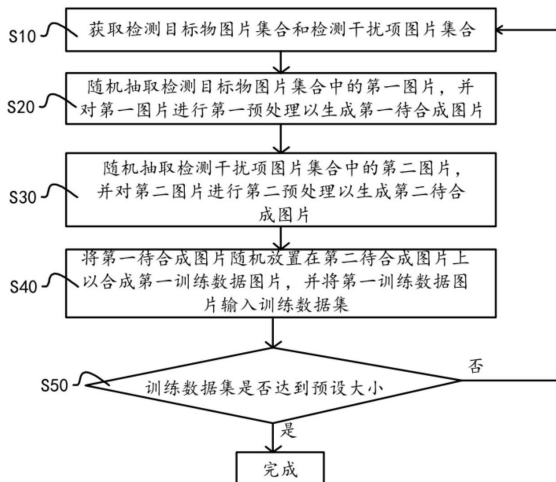 S10
获取检测目标物图片集合和检测干扰项图片集合
S20
随机抽取检测目标物图片集合中的第一图片，并
对第一图片进行第一预处理以生成第一待合成图片
S30
随机抽取检测干扰项图片集合中的第二图片，
并对第二图片进行第二预处理以生成第二待合
成图片
S40
将第一待合成图片随机放置在第二待合成图片上
以合成第一训练数据图片，并将第一训练数据图
片输入训练数据集
S50
训练数据集是否达到预设大小
否
是
完成